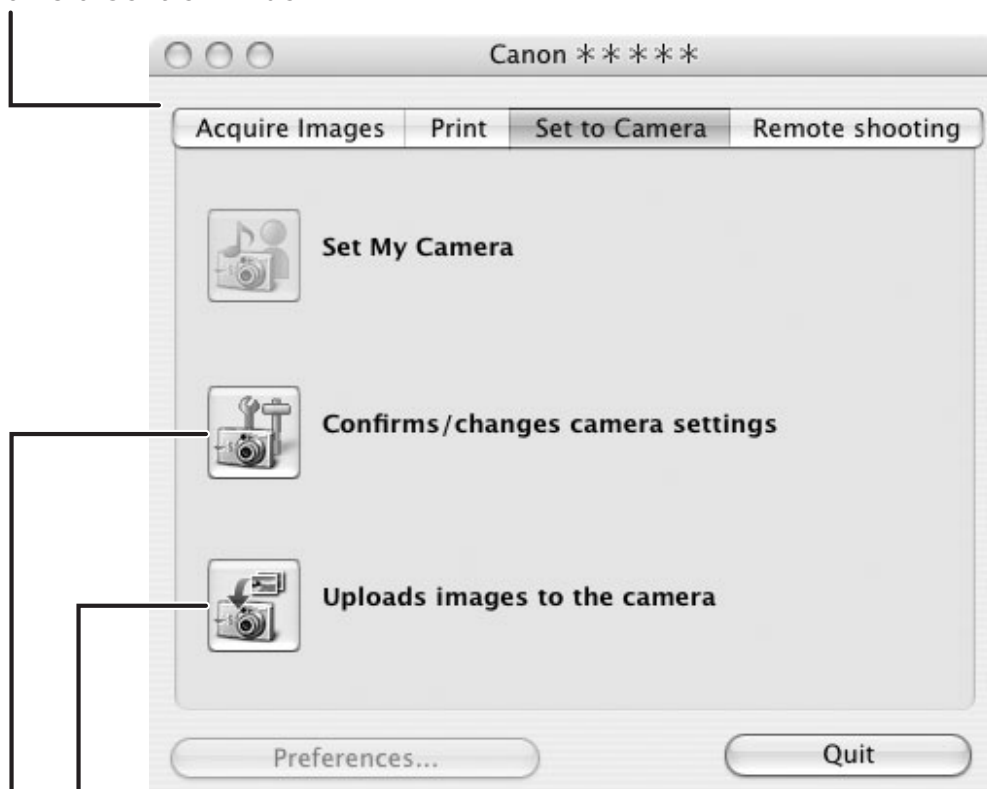 Canon *****
Acquire Images Print Set to Camera Remote shooting
Set My Camera
Confirms/changes camera settings
Uploads images to the camera
Preferences... Quit